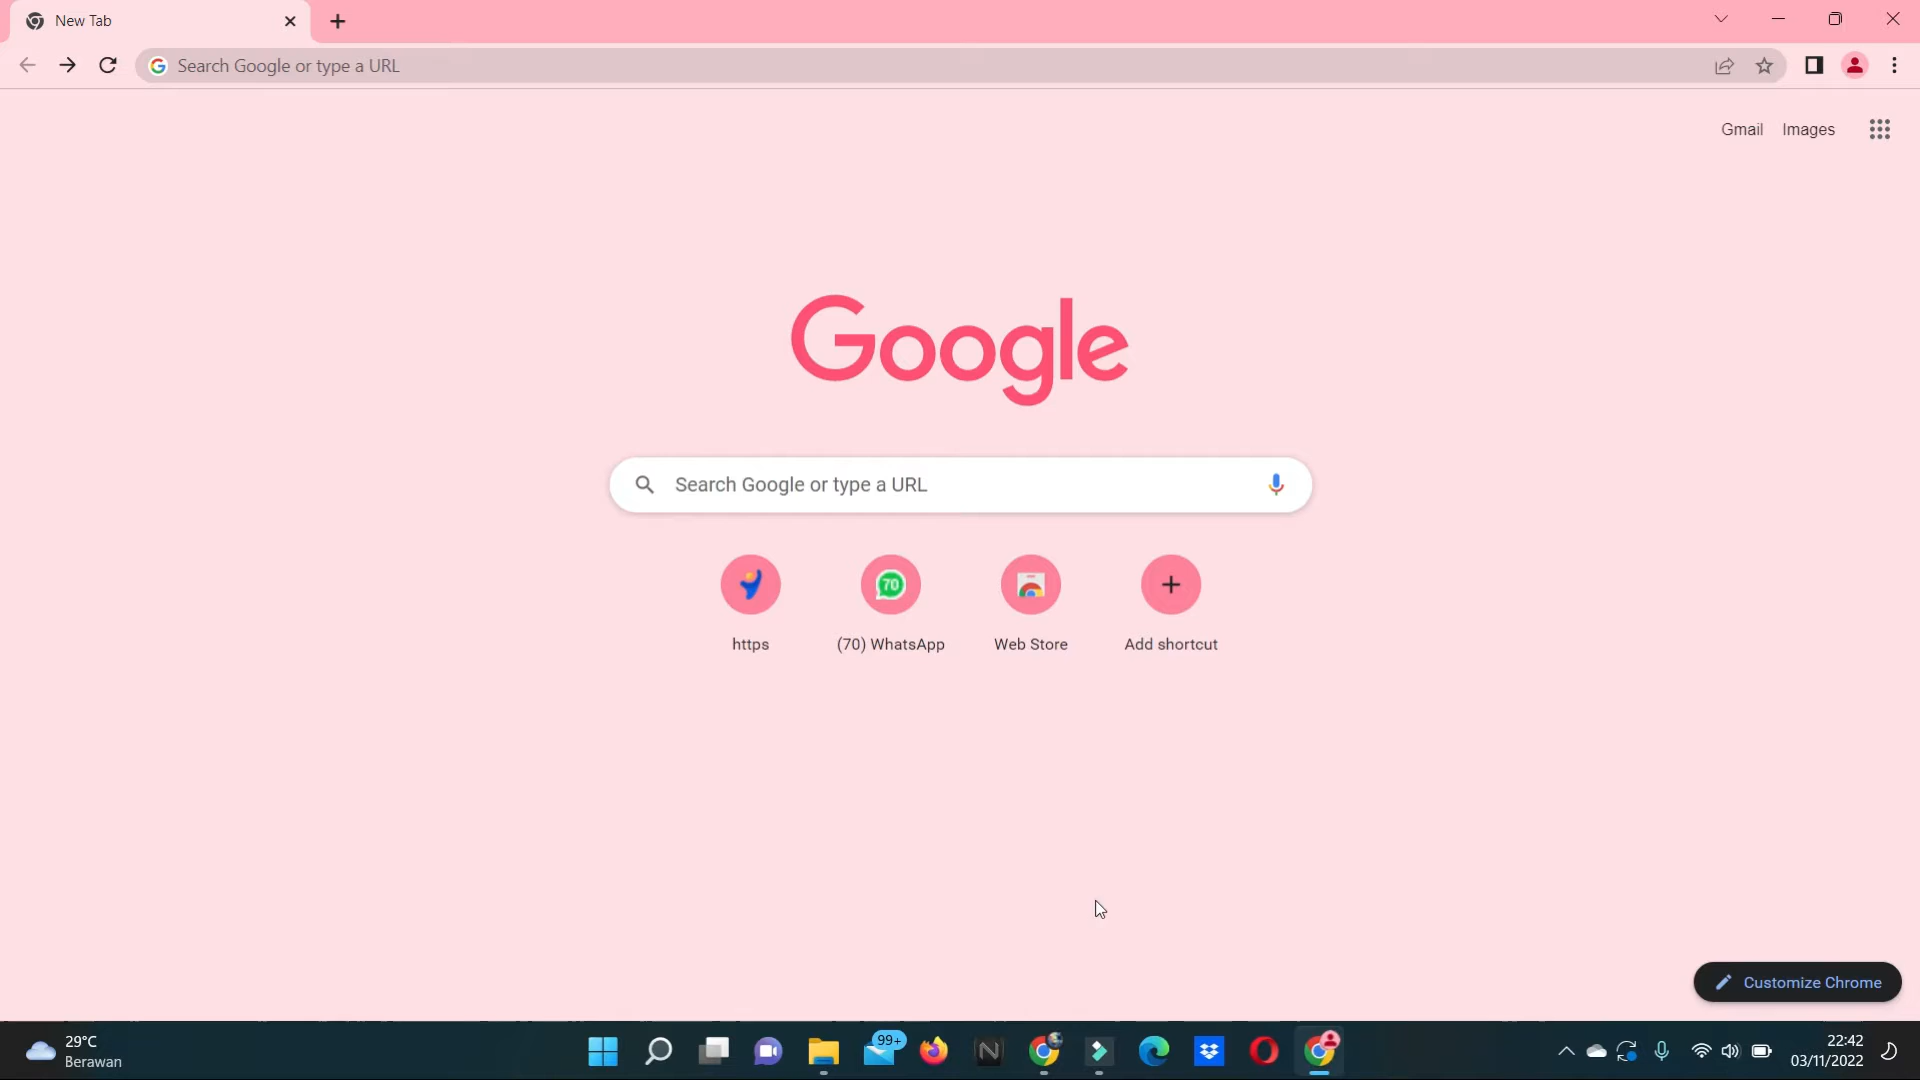 New Tab
Search Google or type a URL
Gmail Images
Google
Search Google or type a URL
70
https (70) WhatsApp Web Store Add shortcut
Customize Chrome
29°C
Berawan
99+
22:42
03/11/2022